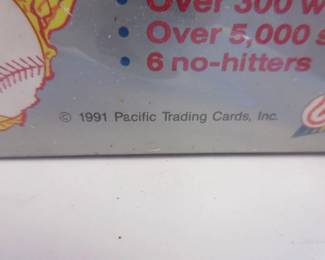 • Over 300 w
• Over 5,000 s
• 6 no-hitters
© 1991 Pacific Trading Cards, Inc.